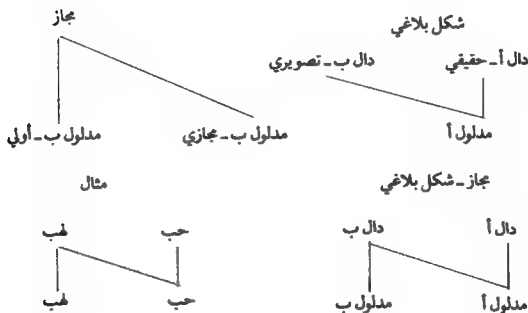 شكل بلاغي
دال أ ـ حقيقي دال ب ـ تصويري
مدلول أ
مجاز
مدلول ب ـ مجازي مدلول ب ـ أولي
مجاز ـ شكل بلاغي
دال أ دال ب
مدلول أ مدلول ب
مثال
حب لهب
حب لهب